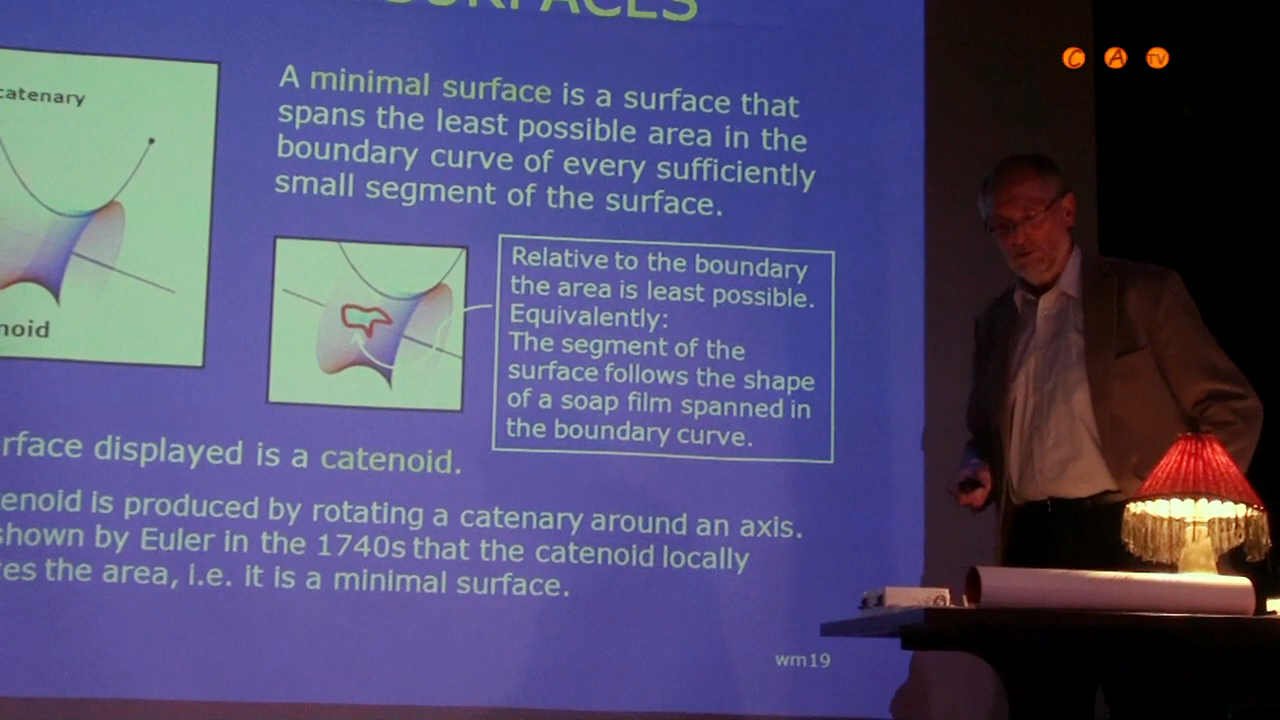 SURFACES
C A TV
catenary
A minimal surface is a surface that
spans the least possible area in the
boundary curve of every sufficiently
small segment of the surface.
Relative to the boundary
the area is least possible.
Equivalently:
The segment of the
surface follows the shape
of a soap film spanned in
the boundary curve.
noid
rface displayed is a catenoid.
enoid is produced by rotating a catenary around an axis.
shown by Euler in the 1740s that the catenoid locally
es the area, i.e. it is a minimal surface.
wm19